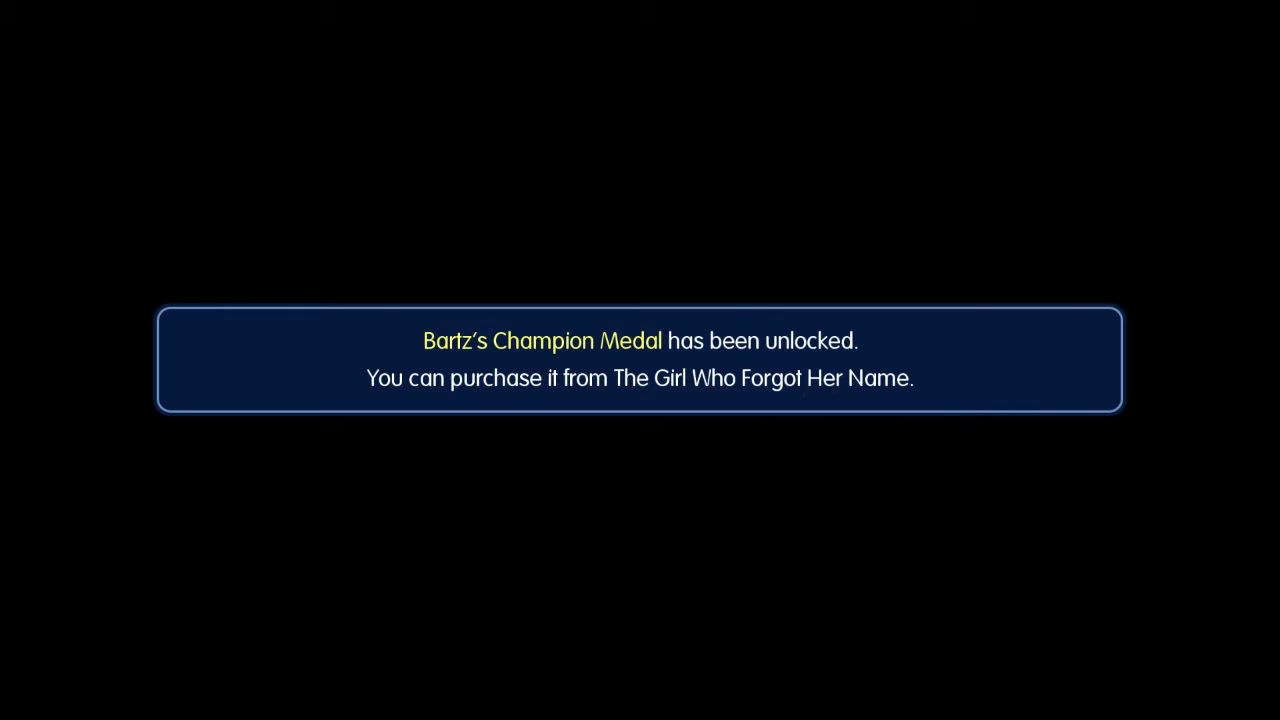 Bartz's Champion Medal has been unlocked.
You can purchase it from The Girl Who Forgot Her Name.